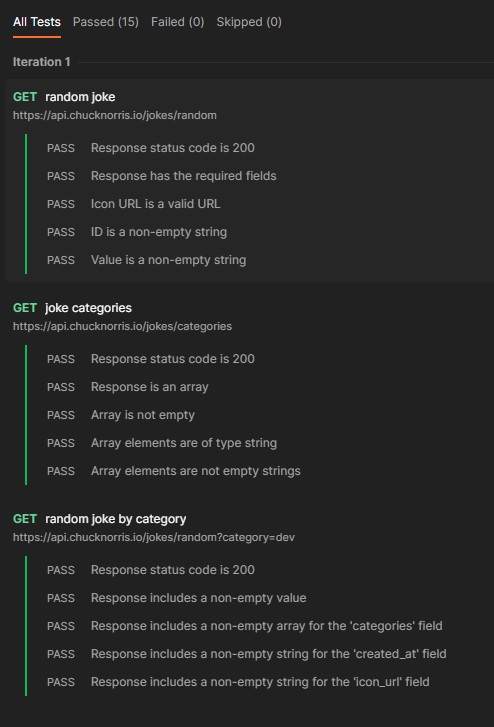 All Tests Passed (15) Failed (0) Skipped (0)
Iteration 1
GET random joke
https://api.chucknorris.io/jokes/random
PASS Response status code is 200
PASS Response has the required fields
PASS Icon URL is a valid URL
PASS ID is a non-empty string
PASS Value is a non-empty string
GET joke categories
https://api.chucknorris.io/jokes/categories
PASS Response status code is 200
PASS Response is an array
PASS Array is not empty
PASS Array elements are of type string
PASS Array elements are not empty strings
GET random joke by category
https://api.chucknorris.io/jokes/random?category=dev
PASS Response status code is 200
PASS Response includes a non-empty value
PASS Response includes a non-empty array for the 'categories' field
PASS Response includes a non-empty string for the 'created_at' field
PASS Response includes a non-empty string for the 'icon_url' field